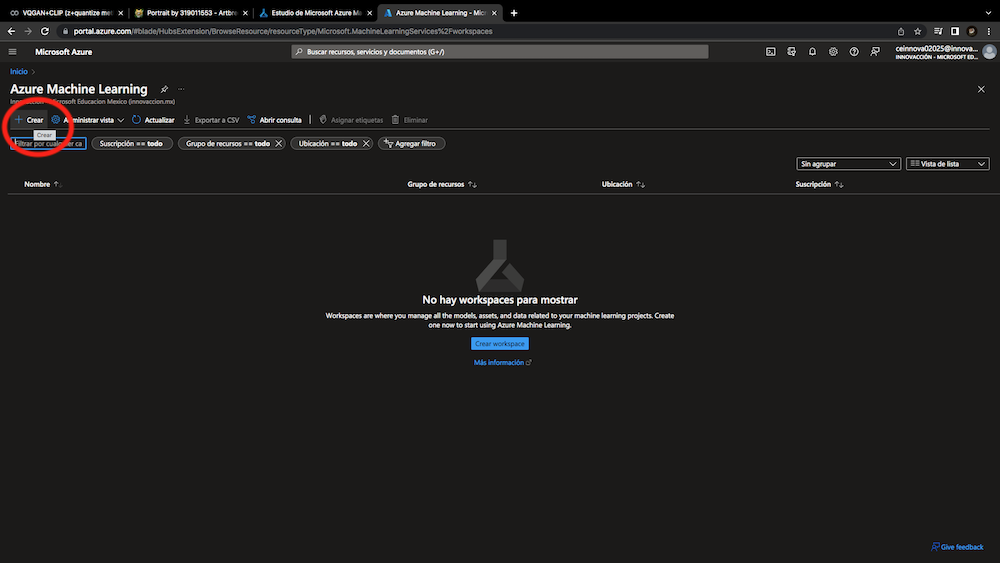 VQGAN+CLIP (z+quantize met
Portrait by 319011553 - Artbre
Estudio de Microsoft Azure Ma
Azure Machine Learning - Micr
portal.azure.com/#blade/HubsExtension/BrowseResource/resourceType/Microsoft.MachineLearningServices%2Fworkspaces
Microsoft Azure
Buscar recursos, servicios y documentos (G+/)
ceinnova02025@innova...
INNOVACCIÓN - MICROSOFT ED...
Inicio
Azure Machine Learning
Microsoft Educacion Mexico (innovaccion.mx)
Crear
Administrar vista
Actualizar
Exportar a CSV
Abrir consulta
Asignar etiquetas
Eliminar
Crear
Filtrar por cualquier ca
Suscripción == todo
Grupo de recursos == todo
Ubicación == todo
Agregar filtro
Sin agrupar
Vista de lista
Nombre
Grupo de recursos
Ubicación
Suscripción
No hay workspaces para mostrar
Workspaces are where you manage all the models, assets, and data related to your machine learning projects. Create
one now to start using Azure Machine Learning.
Crear workspace
Más información
Give feedback